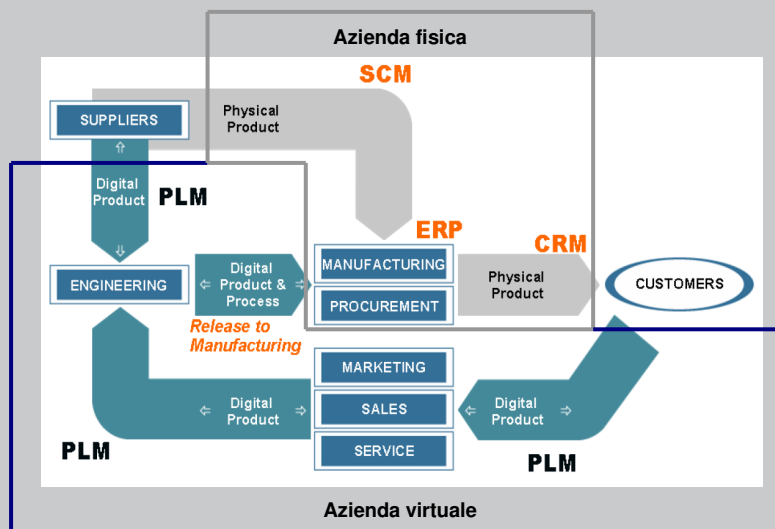 Azienda fisica
SCM
SUPPLIERS
Physical
Product
Digital
Product
PLM
ERP
CRM
ENGINEERING
Digital
Product &
Process
MANUFACTURING
PROCUREMENT
Physical
Product
CUSTOMERS
Release to
Manufacturing
MARKETING
Digital
Product
SALES
Digital
Product
SERVICE
PLM
PLM
Azienda virtuale